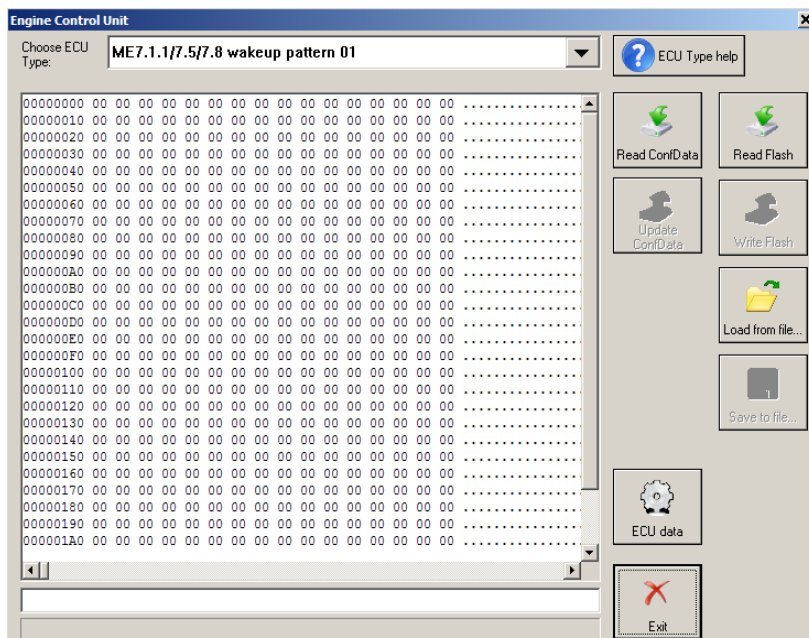 Engine Control Unit
Choose ECU
Type:
ME7.1.1/7.5/7.8 wakeup pattern 01
ECU Type help
00000000 00 00 00 00 00 00 00 00 00 00 00 00 00 00 00 00 ................
00000010 00 00 00 00 00 00 00 00 00 00 00 00 00 00 00 00 ................
00000020 00 00 00 00 00 00 00 00 00 00 00 00 00 00 00 00 ................
00000030 00 00 00 00 00 00 00 00 00 00 00 00 00 00 00 00 ................
00000040 00 00 00 00 00 00 00 00 00 00 00 00 00 00 00 00 ................
00000050 00 00 00 00 00 00 00 00 00 00 00 00 00 00 00 00 ................
00000060 00 00 00 00 00 00 00 00 00 00 00 00 00 00 00 00 ................
00000070 00 00 00 00 00 00 00 00 00 00 00 00 00 00 00 00 ................
00000080 00 00 00 00 00 00 00 00 00 00 00 00 00 00 00 00 ................
00000090 00 00 00 00 00 00 00 00 00 00 00 00 00 00 00 00 ................
000000A0 00 00 00 00 00 00 00 00 00 00 00 00 00 00 00 00 ................
000000B0 00 00 00 00 00 00 00 00 00 00 00 00 00 00 00 00 ................
000000C0 00 00 00 00 00 00 00 00 00 00 00 00 00 00 00 00 ................
000000D0 00 00 00 00 00 00 00 00 00 00 00 00 00 00 00 00 ................
000000E0 00 00 00 00 00 00 00 00 00 00 00 00 00 00 00 00 ................
000000F0 00 00 00 00 00 00 00 00 00 00 00 00 00 00 00 00 ................
00000100 00 00 00 00 00 00 00 00 00 00 00 00 00 00 00 00 ................
00000110 00 00 00 00 00 00 00 00 00 00 00 00 00 00 00 00 ................
00000120 00 00 00 00 00 00 00 00 00 00 00 00 00 00 00 00 ................
00000130 00 00 00 00 00 00 00 00 00 00 00 00 00 00 00 00 ................
00000140 00 00 00 00 00 00 00 00 00 00 00 00 00 00 00 00 ................
00000150 00 00 00 00 00 00 00 00 00 00 00 00 00 00 00 00 ................
00000160 00 00 00 00 00 00 00 00 00 00 00 00 00 00 00 00 ................
00000170 00 00 00 00 00 00 00 00 00 00 00 00 00 00 00 00 ................
00000180 00 00 00 00 00 00 00 00 00 00 00 00 00 00 00 00 ................
00000190 00 00 00 00 00 00 00 00 00 00 00 00 00 00 00 00 ................
000001A0 00 00 00 00 00 00 00 00 00 00 00 00 00 00 00 00 ................
Read ConfData
Read Flash
Update
ConfData
Write Flash
Load from file...
Save to file...
ECU data
Exit